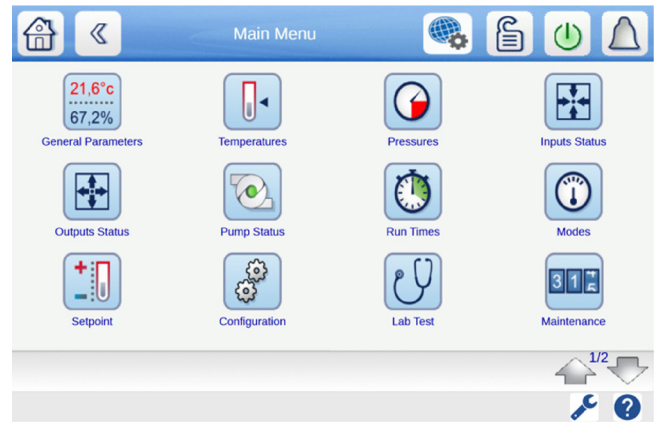 Main Menu
21,6°c
67,2%
General Parameters
Temperatures
Pressures
Inputs Status
Outputs Status
Pump Status
Run Times
Modes
Setpoint
Configuration
Lab Test
315
Maintenance
1/2
?